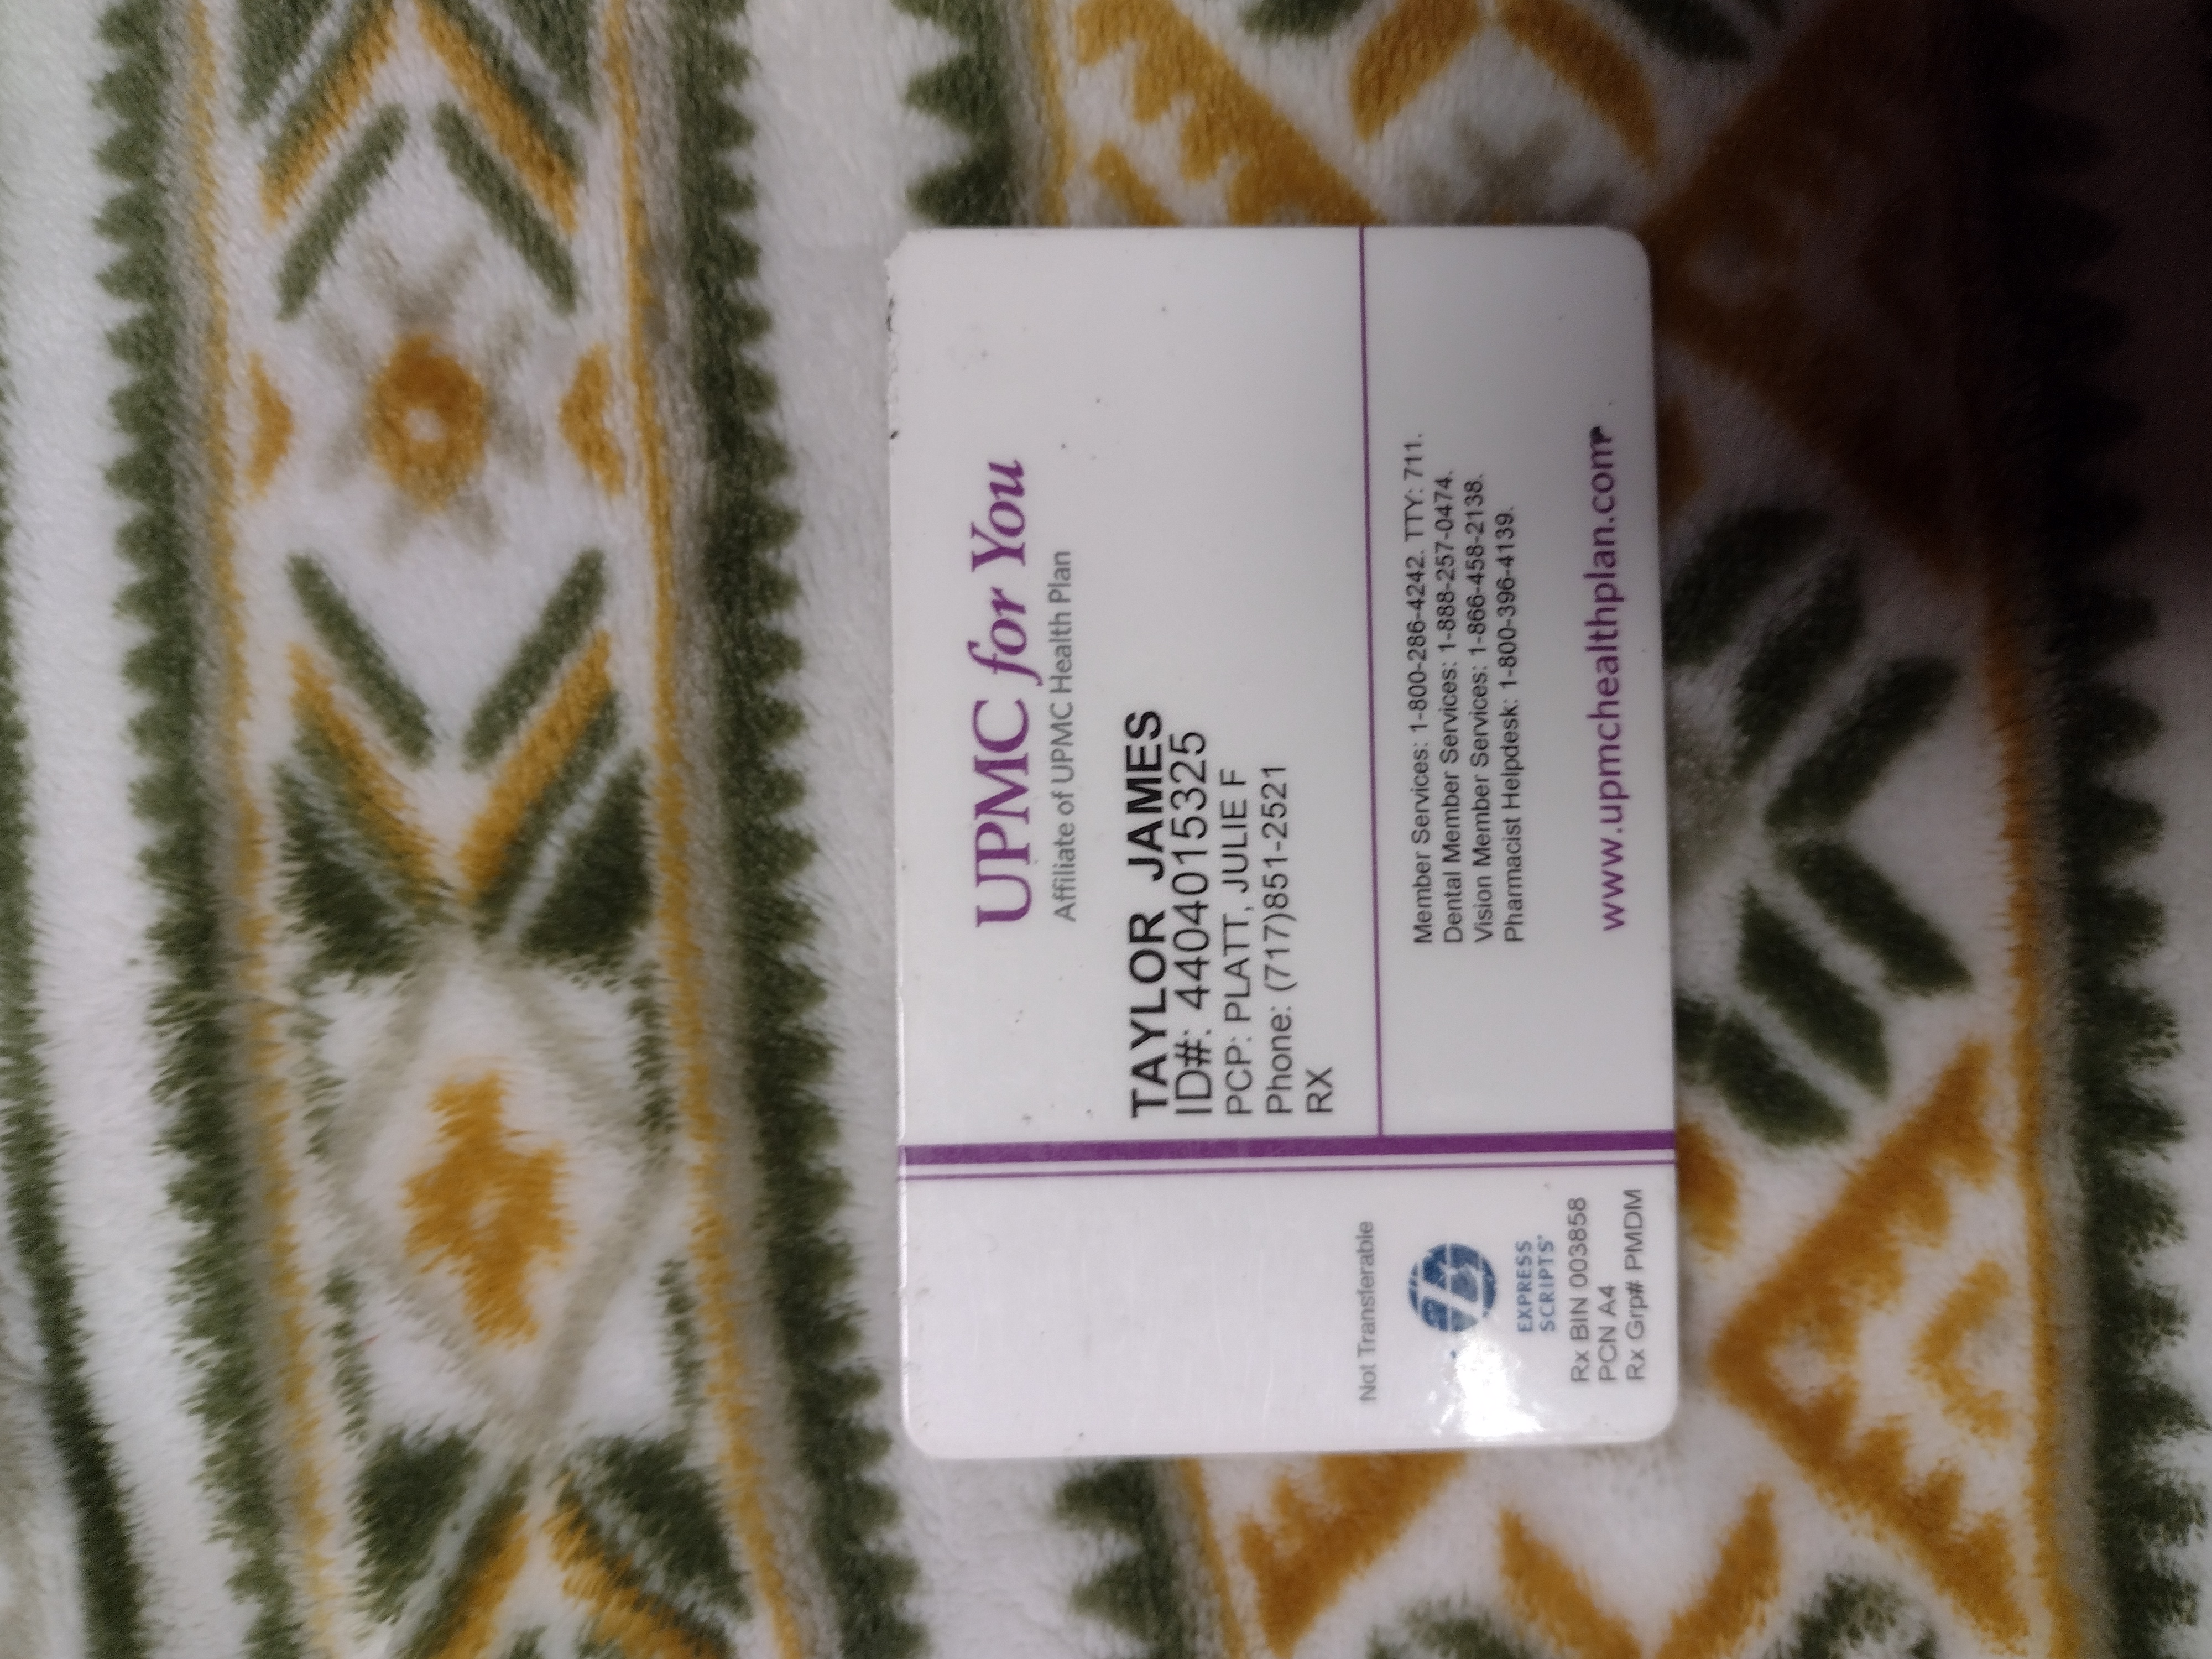 UPMC for You
Affiliate of UPMC Health Plan
TAYLOR JAMES
ID#: 4404015325
PCP: PLATT, JULIE F
Phone: (717)851-2521
RX
Member Services: 1-800-286-4242. TTY: 711.
Dental Member Services: 1-888-257-0474.
Vision Member Services: 1-866-458-2138.
Pharmacist Helpdesk: 1-800-396-4139.
www.upmchealthplan.com
Not Transferable
EXPRESS
SCRIPTS®
Rx BIN 003858
PCN A4
Rx Grp# PMDM